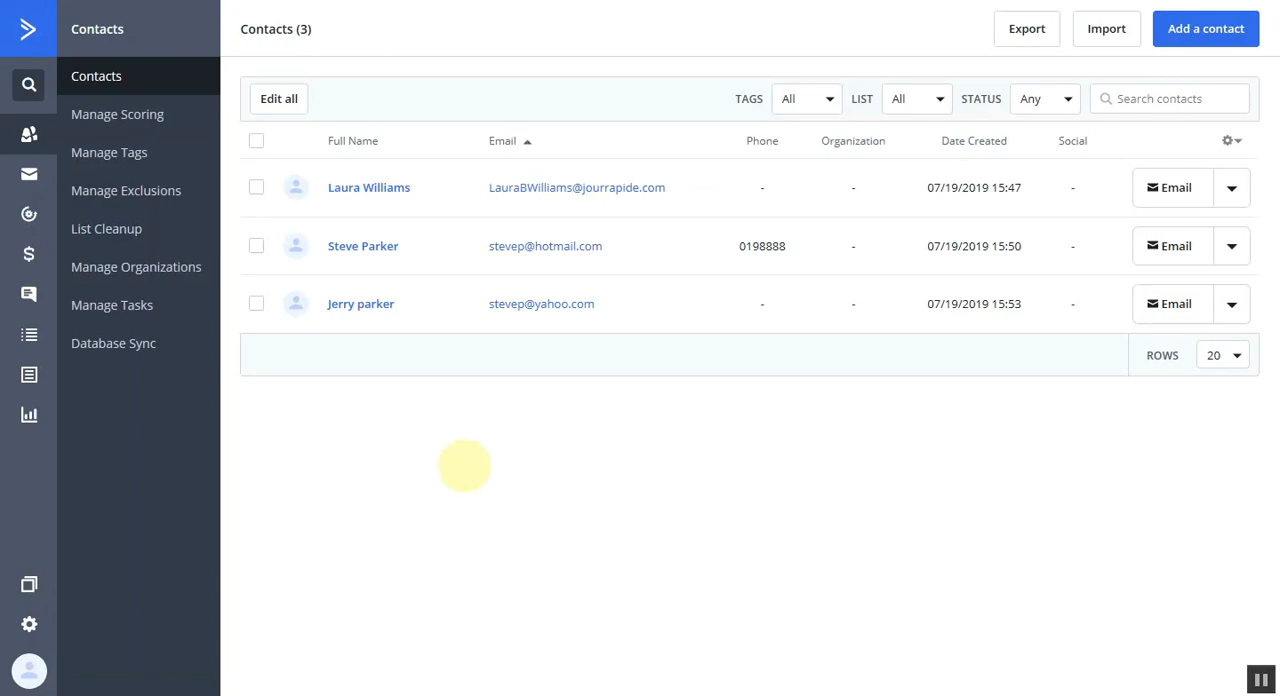 Contacts
Contacts (3)
Export
Import
Add a contact
Contacts
Manage Scoring
Manage Tags
Manage Exclusions
List Cleanup
Manage Organizations
Manage Tasks
Database Sync
Edit all
TAGS All LIST All STATUS Any Search contacts
Full Name Email Phone Organization Date Created Social
Laura Williams LauraBWilliams@jourrapide.com - - 07/19/2019 15:47 - Email
Steve Parker stevep@hotmail.com 0198888 - 07/19/2019 15:50 - Email
Jerry parker stevep@yahoo.com - - 07/19/2019 15:53 - Email
ROWS 20